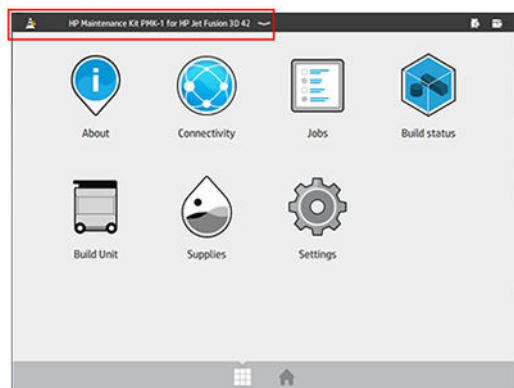 HP Maintenance Kit PMK-1 for HP Jet Fusion 3D 42
About
Connectivity
Jobs
Build status
Build Unit
Supplies
Settings